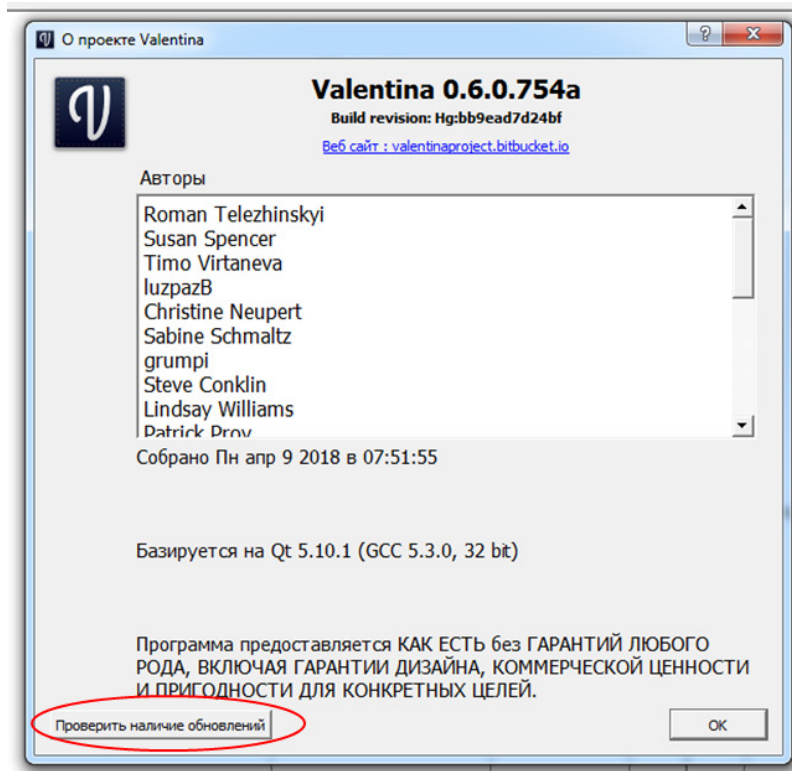 О проекте Valentina
Valentina 0.6.0.754a
Build revision: Hg:bb9ead7d24bf
Веб сайт : valentinaproject.bitbucket.io
Авторы
Roman Telezhinskyi
Susan Spencer
Timo Virtaneva
luzpazB
Christine Neupert
Sabine Schmaltz
grumpi
Steve Conklin
Lindsay Williams
Patrick Proy
Собрано Пн апр 9 2018 в 07:51:55
Базируется на Qt 5.10.1 (GCC 5.3.0, 32 bit)
Программа предоставляется КАК ЕСТЬ без ГАРАНТИЙ ЛЮБОГО
РОДА, ВКЛЮЧАЯ ГАРАНТИИ ДИЗАЙНА, КОММЕРЧЕСКОЙ ЦЕННОСТИ
И ПРИГОДНОСТИ ДЛЯ КОНКРЕТНЫХ ЦЕЛЕЙ.
Проверить наличие обновлений
OK